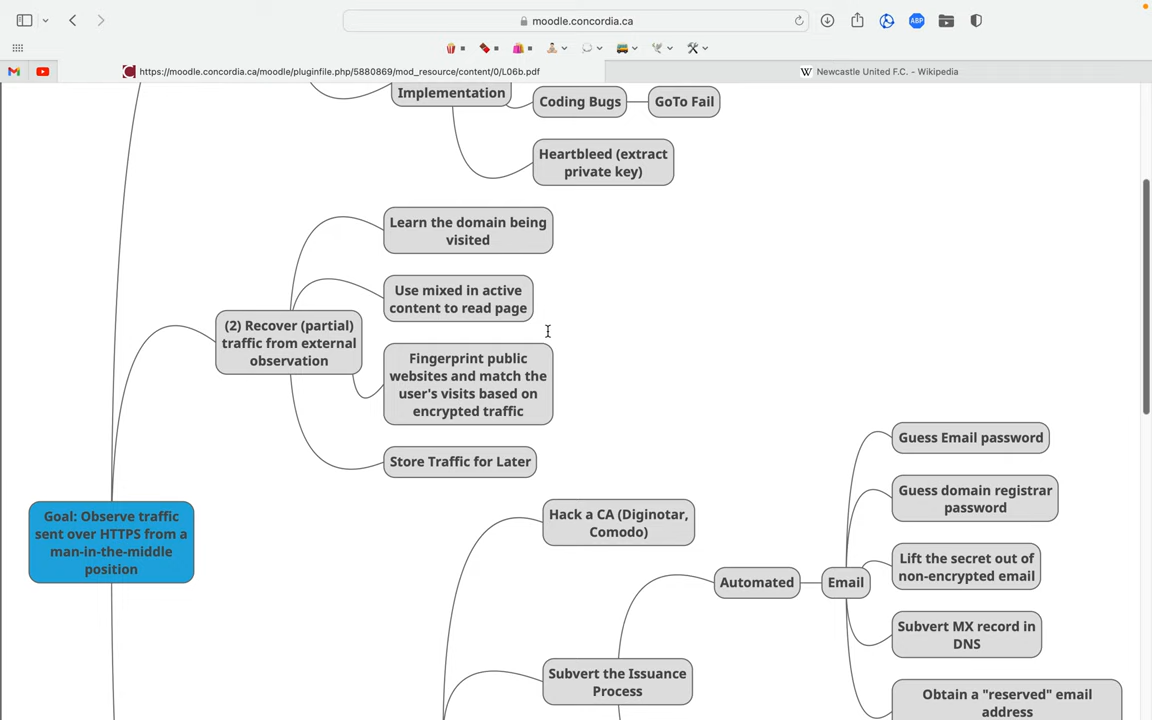 moodle.concordia.ca
ABP
https://moodle.concordia.ca/moodle/pluginfile.php/5880869/mod_resource/content/0/L06b.pdf
W Newcastle United F.C. - Wikipedia
Implementation
Coding Bugs
GoTo Fail
Heartbleed (extract
private key)
Learn the domain being
visited
Use mixed in active
content to read page
(2) Recover (partial)
traffic from external
observation
Fingerprint public
websites and match the
user's visits based on
encrypted traffic
Store Traffic for Later
Goal: Observe traffic
sent over HTTPS from a
man-in-the-middle
position
Hack a CA (Diginotar,
Comodo)
Automated
Email
Guess Email password
Guess domain registrar
password
Lift the secret out of
non-encrypted email
Subvert MX record in
DNS
Obtain a "reserved" email
address
Subvert the Issuance
Process